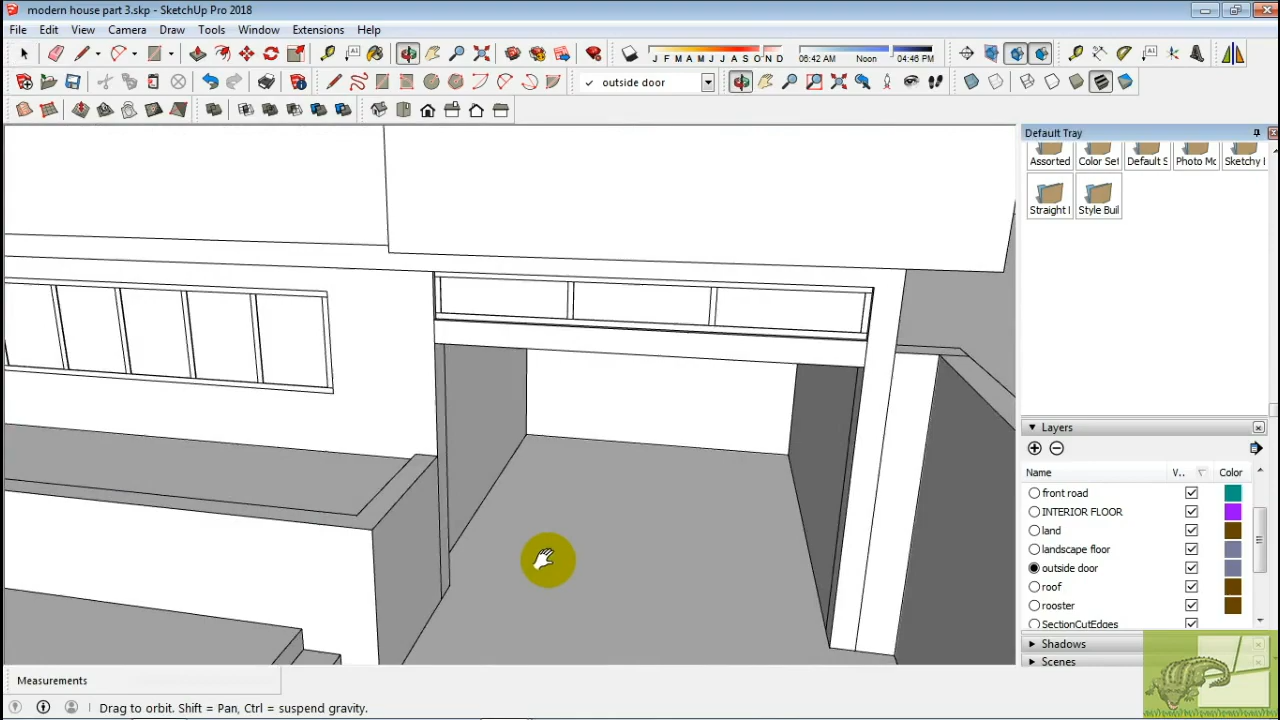 modern house part 3.skp - SketchUp Pro 2018
File Edit View Camera Draw Tools Window Extensions Help
J F M A M J J A S O N D 06:42 AM Noon 04:46 PM
outside door
Default Tray
Assorted Color Set Default S Photo Mo Sketchy
Straight Style Buil
Layers
Name V.. Color
front road
INTERIOR FLOOR
land
landscape floor
outside door
roof
rooster
SectionCutEdges
Shadows
Scenes
Measurements
Drag to orbit. Shift = Pan, Ctrl = suspend gravity.